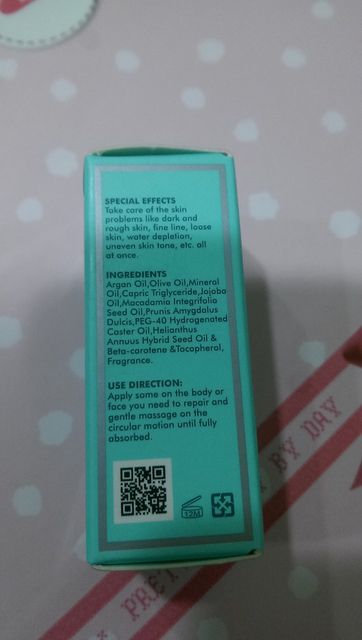 SPECIAL EFFECTS
Take care of the skin
problems like dark and
rough skin, fine line, loose
skin, water depletion,
uneven skin tone, etc. all
at once.
INGREDIENTS
Argan Oil,Olive Oil,Mineral
Oil,Capric Triglyceride,Jojoba
Oil,Macadamia Integrifolia
Seed Oil,Prunis Amygdalus
Dulcis,PEG-40 Hydrogenated
Caster Oil,Helianthus
Annuus Hybrid Seed Oil &
Beta-caratene &Tocopherol,
Fragrance.
USE DIRECTION:
Apply some on the body or
face you need to repair and
gentle massage on the
circular motion until fully
absorbed.
12M
BY DAY